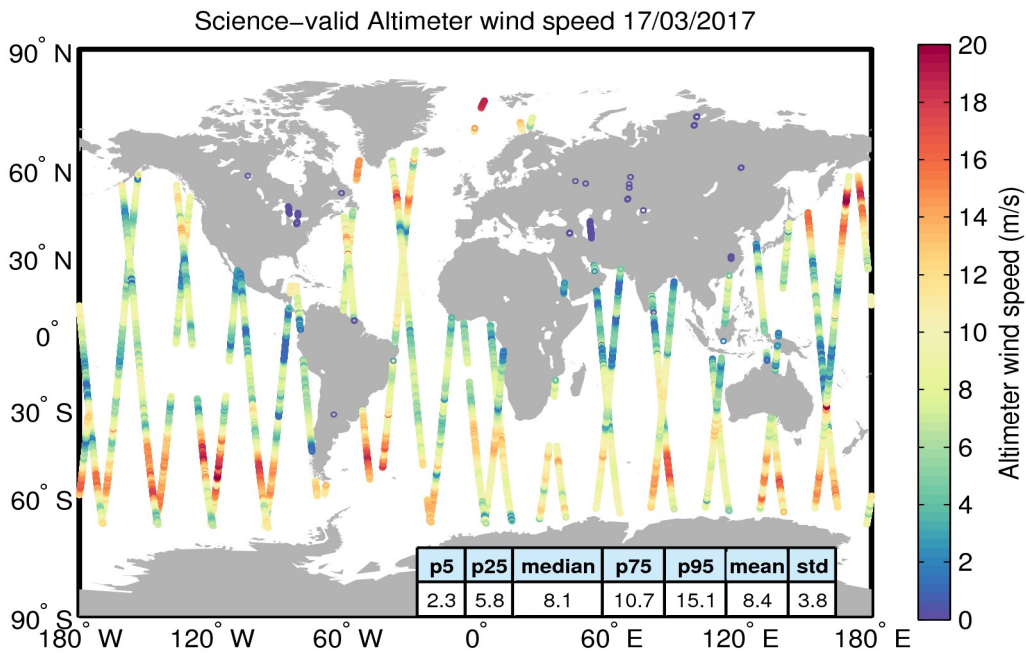 Science−valid Altimeter wind speed 17/03/2017
90° N
60° N
30° N
0°
30° S
60° S
90° S
180° W
120° W
60° W
0°
60° E
120° E
180° E
p5 p25 median p75 p95 mean std
2.3 5.8 8.1 10.7 15.1 8.4 3.8
20
18
16
14
12
10
8
6
4
2
0
Altimeter wind speed (m/s)